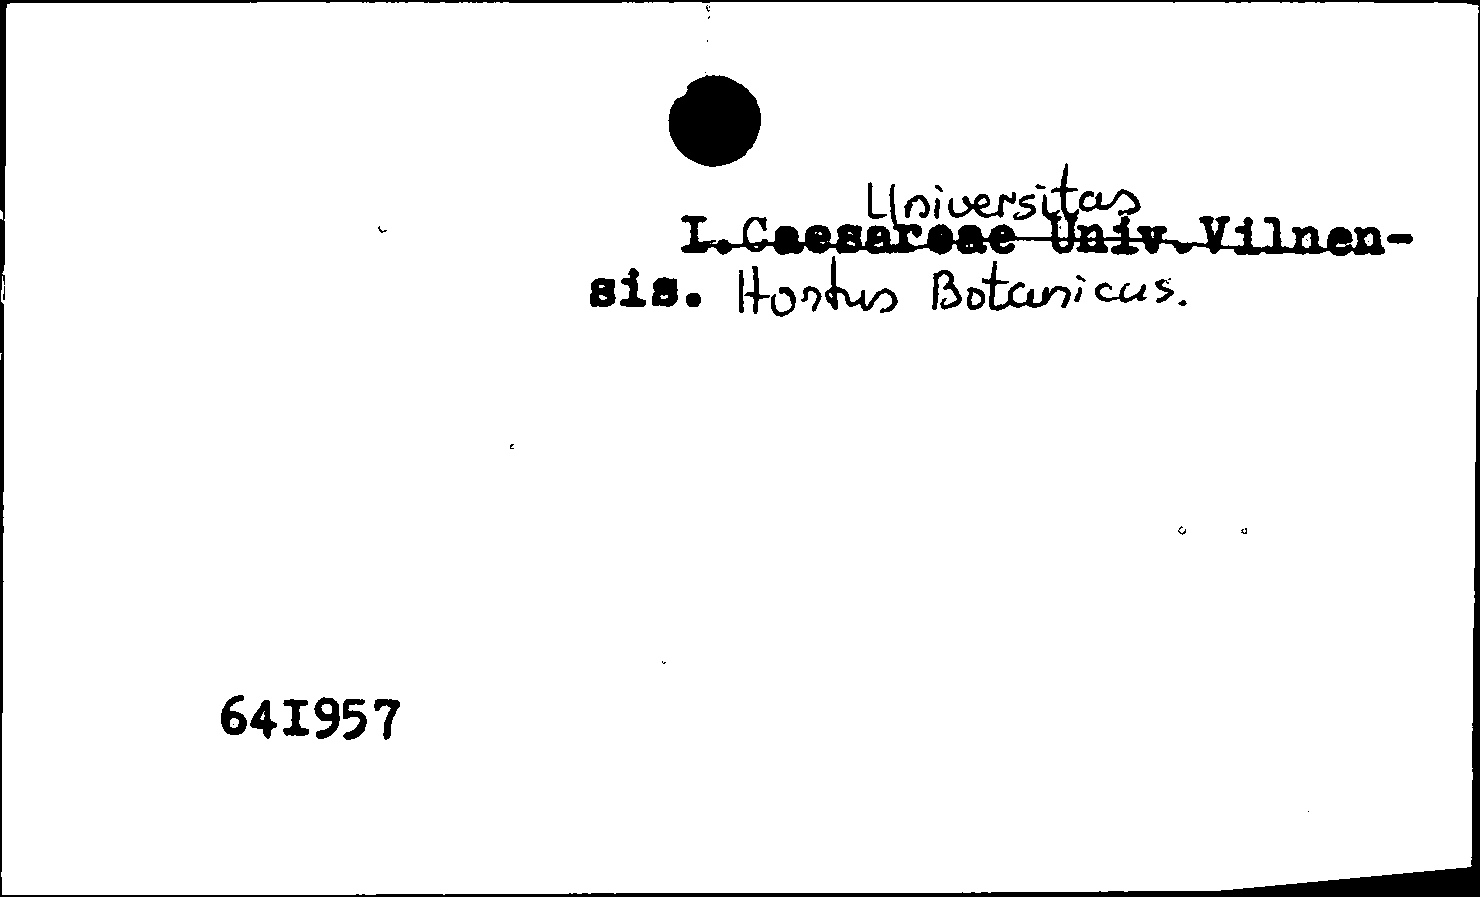 Universitas
I.Caesareae Univ.Vilnen-
sis. Hortus Botanicus.
64I957